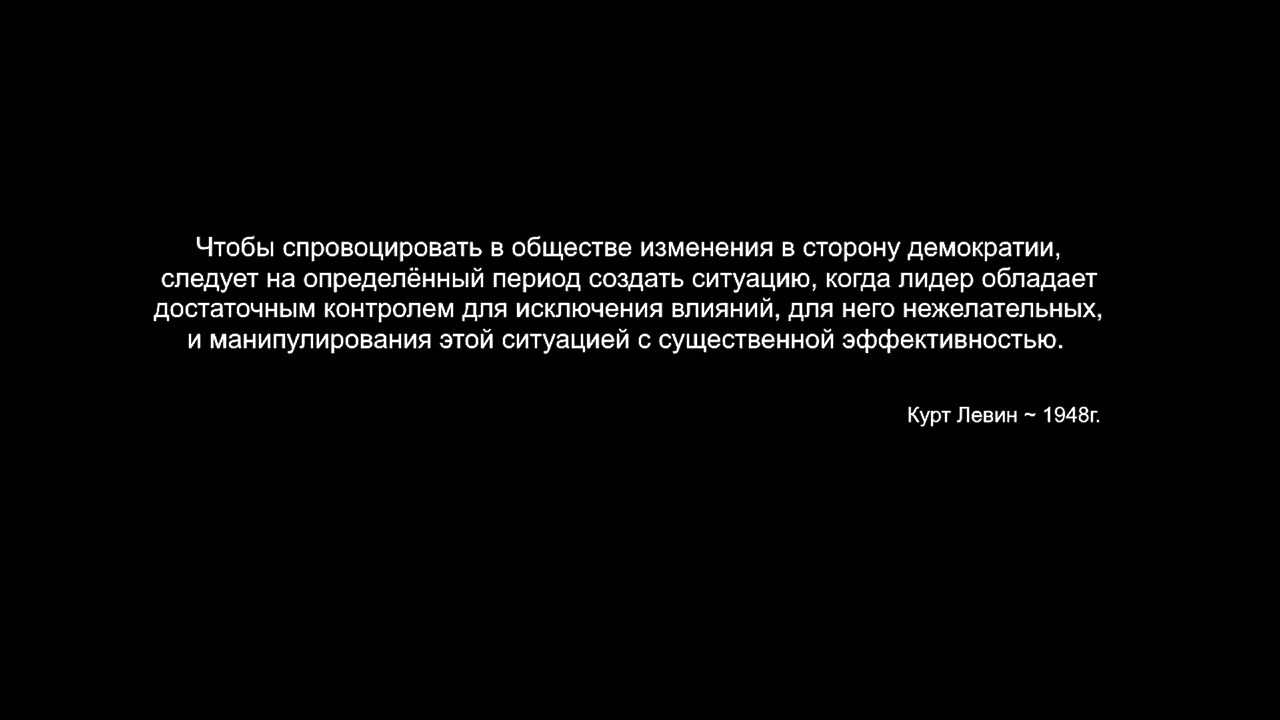 Чтобы спровоцировать в обществе изменения в сторону демократии,
следует на определённый период создать ситуацию, когда лидер обладает
достаточным контролем для исключения влияний, для него нежелательных,
и манипулирования этой ситуацией с существенной эффективностью.
Курт Левин ~ 1948г.